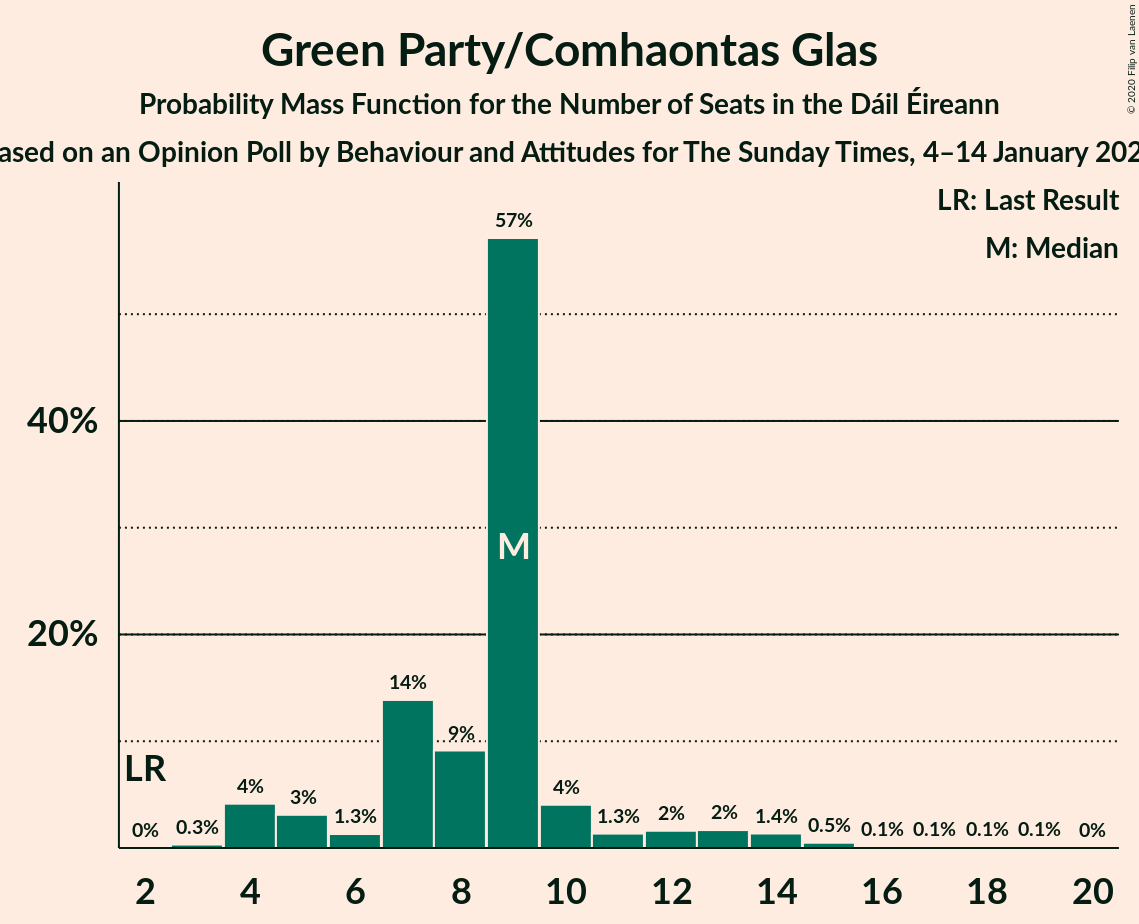 Green Party/Comhaontas Glas
Probability Mass Function for the Number of Seats in the Dáil Éireann
ased on an Opinion Poll by Behaviour and Attitudes for The Sunday Times, 4–14 January 202
© 2020 Filip van Laenen
LR: Last Result
M: Median
57%
40%
M
20%
14%
9%
LR
0%
0.3%
4%
3%
1.3%
4%
1.3%
2%
2%
1.4%
0.5%
0.1%
0.1%
0.1%
0.1%
0%
2 4 6 8 10 12 14 16 18 20